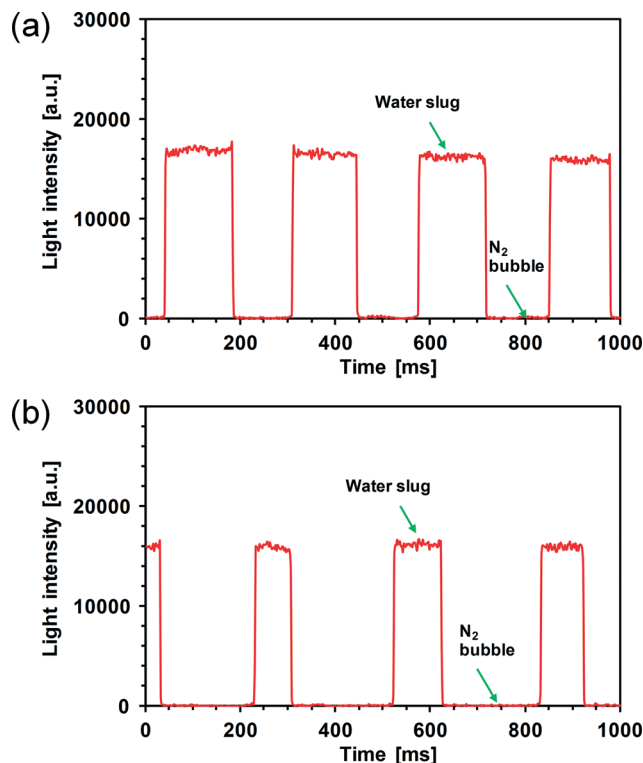 (a)
30000
20000
10000
0
Light intensity [a.u.]
Water slug
N₂
bubble
0 200 400 600 800 1000
Time [ms]
(b)
30000
20000
10000
0
Light intensity [a.u.]
Water slug
N₂
bubble
0 200 400 600 800 1000
Time [ms]